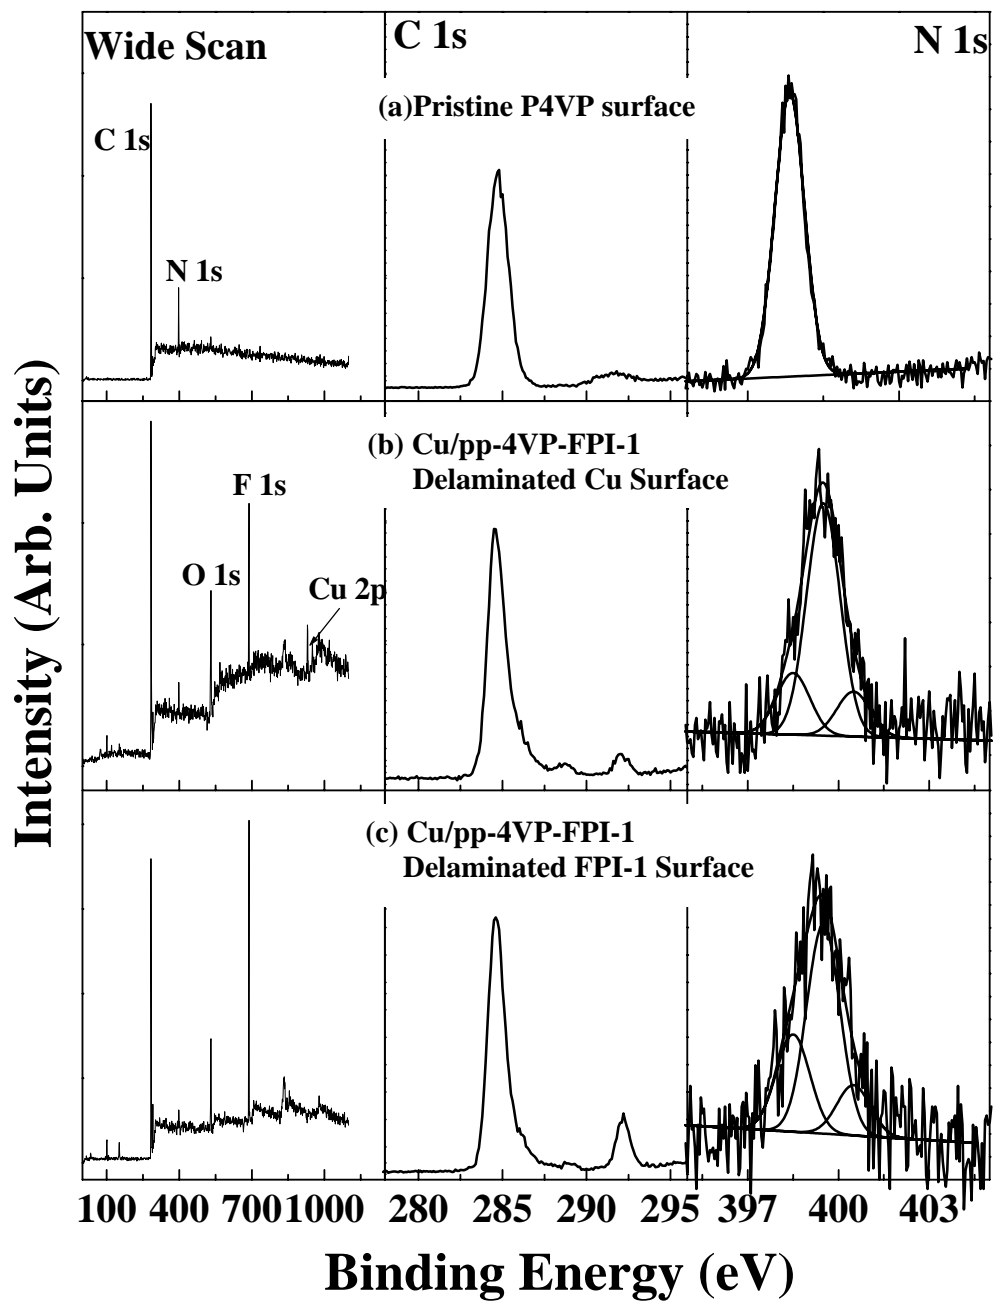 Wide Scan
C 1s
N 1s
(a)Pristine P4VP surface
C 1s
N 1s
(b) Cu/pp-4VP-FPI-1
Delaminated Cu Surface
F 1s
O 1s
Cu 2p
(c) Cu/pp-4VP-FPI-1
Delaminated FPI-1 Surface
Intensity (Arb. Units)
100 400 700 1000 280 285 290 295 397 400 403
Binding Energy (eV)